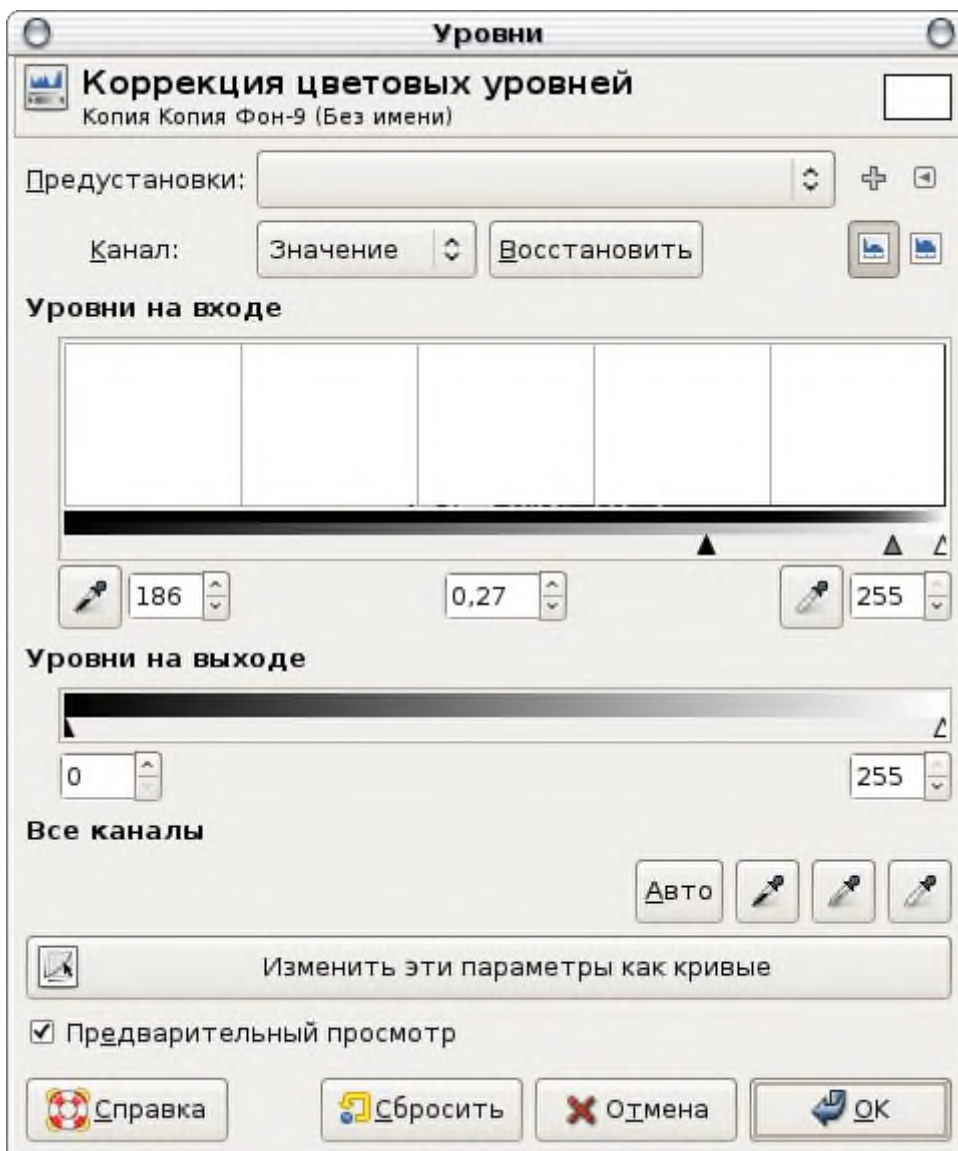 Уровни
Коррекция цветовых уровней
Копия Копия Фон-9 (Без имени)
Предустановки:
Канал: Значение Восстановить
Уровни на входе
186 0,27 255
Уровни на выходе
0 255
Все каналы
Авто
Изменить эти параметры как кривые
Предварительный просмотр
Справка Сбросить Отмена OK